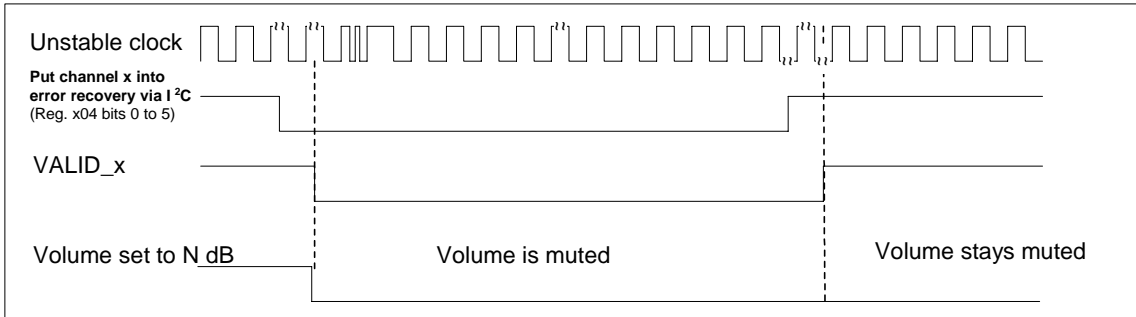 Unstable clock
Put channel x into
error recovery via I²C
(Reg. x04 bits 0 to 5)
VALID_x
Volume set to N dB
Volume is muted
Volume stays muted